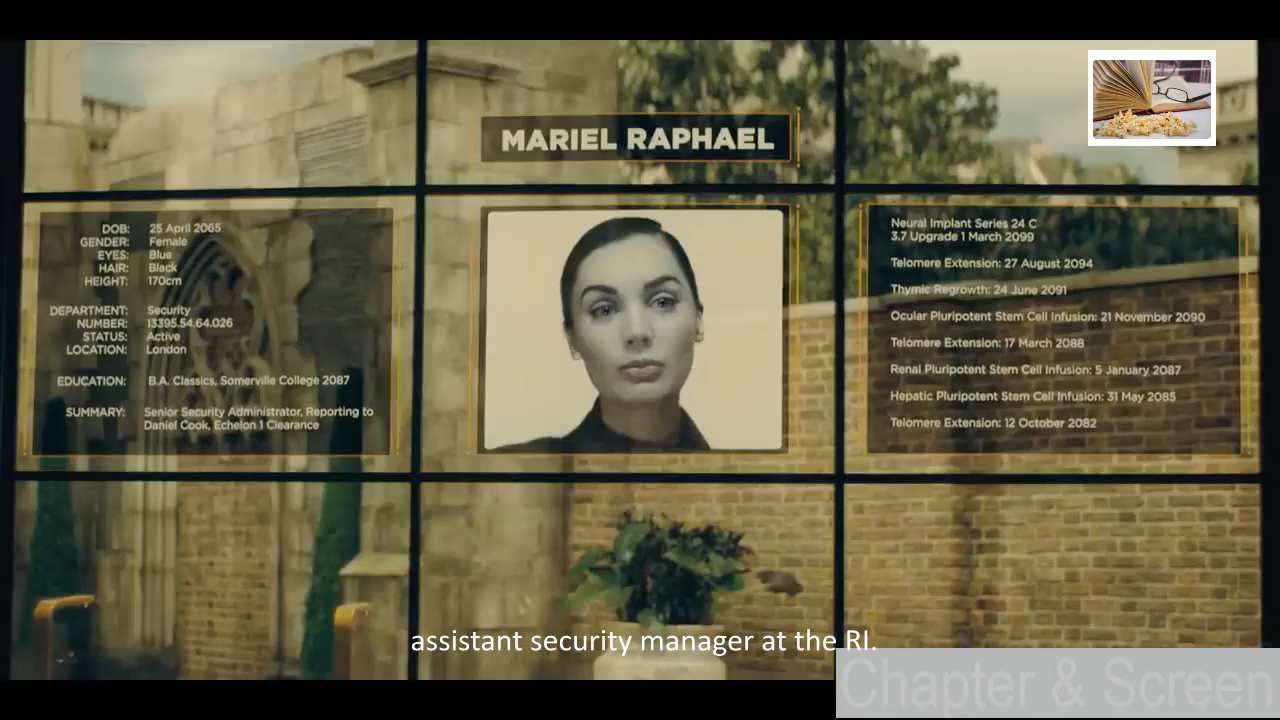 MARIEL RAPHAEL
DOB: 25 April 2065
GENDER: Female
EYES: Blue
HAIR: Black
HEIGHT: 170cm
DEPARTMENT: Security
NUMBER: 13395.54.64.026
STATUS: Active
LOCATION: London
EDUCATION: B.A. Classics, Somerville College 2087
SUMMARY: Senior Security Administrator, Reporting to
Daniel Cook, Echelon 1 Clearance
Neural Implant Series 24 C
3.7 Upgrade 1 March 2099
Telomere Extension: 27 August 2094
Thymic Regrowth: 24 June 2091
Ocular Pluripotent Stem Cell Infusion: 21 November 2090
Telomere Extension: 17 March 2088
Renal Pluripotent Stem Cell Infusion: 5 January 2087
Hepatic Pluripotent Stem Cell Infusion: 31 May 2085
Telomere Extension: 12 October 2082
assistant security manager at the RI.
Chapter & Screen